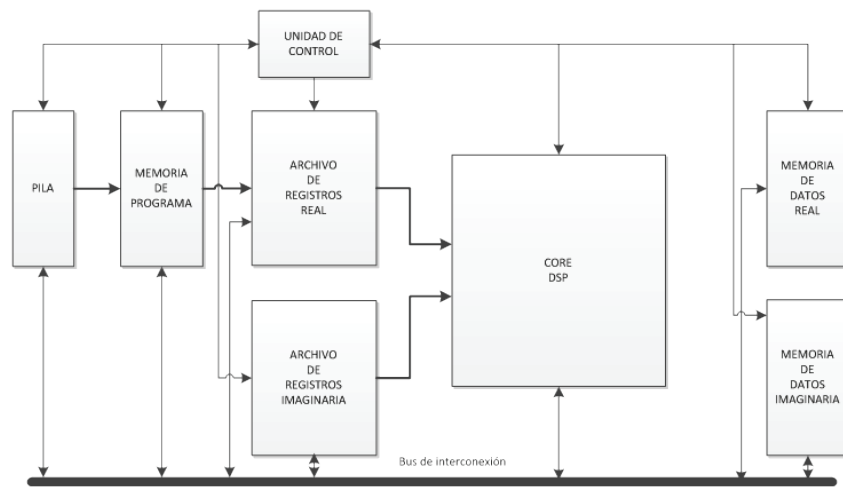 UNIDAD DE
CONTROL
PILA
MEMORIA
DE
PROGRAMA
ARCHIVO
DE
REGISTROS
REAL
CORE
DSP
MEMORIA
DE
DATOS
REAL
ARCHIVO
DE
REGISTROS
IMAGINARIA
MEMORIA
DE
DATOS
IMAGINARIA
Bus de interconexión